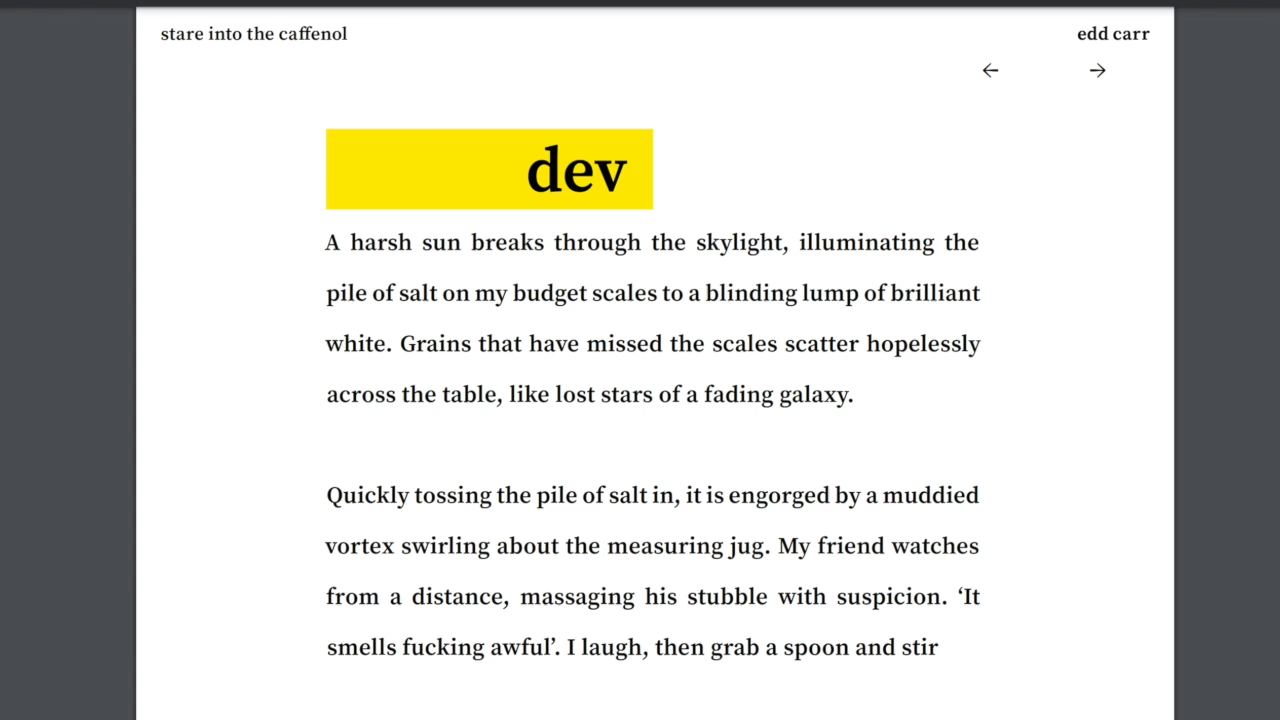 stare into the caffenol
edd carr
← →
dev
A harsh sun breaks through the skylight, illuminating the
pile of salt on my budget scales to a blinding lump of brilliant
white. Grains that have missed the scales scatter hopelessly
across the table, like lost stars of a fading galaxy.
Quickly tossing the pile of salt in, it is engorged by a muddied
vortex swirling about the measuring jug. My friend watches
from a distance, massaging his stubble with suspicion. ‘It
smells fucking awful’. I laugh, then grab a spoon and stir